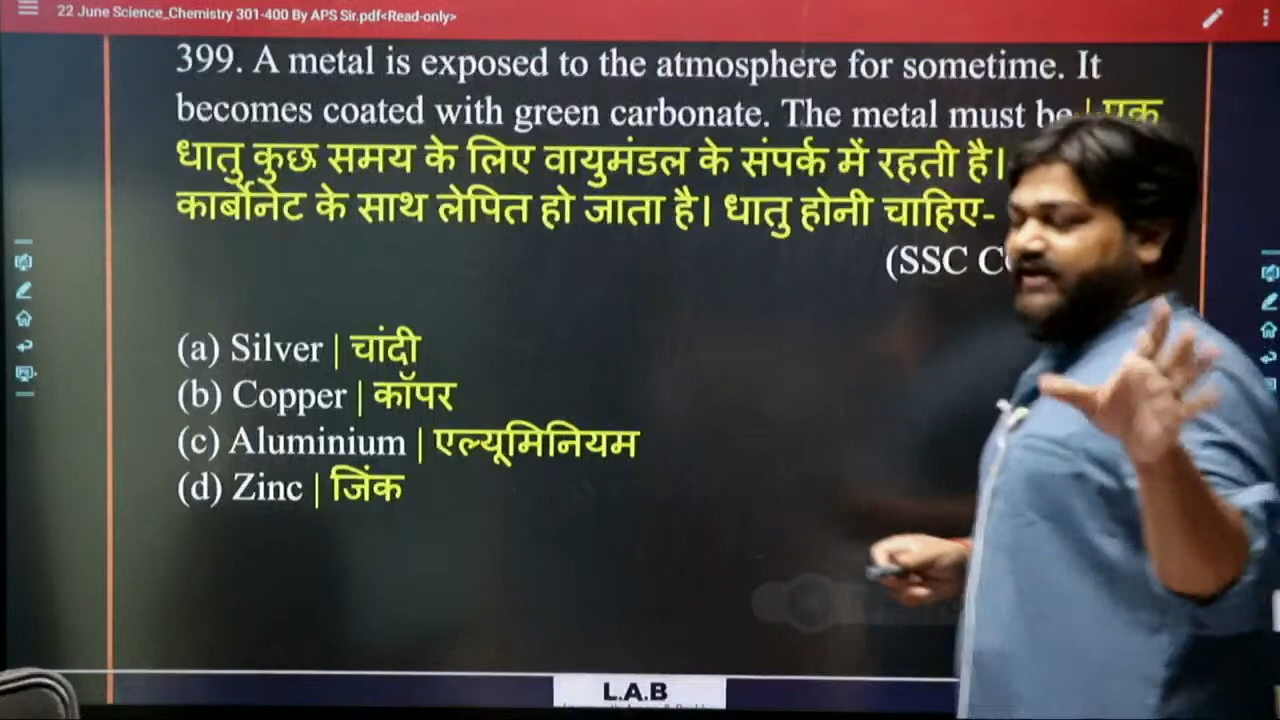 22 June Science_Chemistry 301-400 By APS Sir.pdf<Read-only>
399. A metal is exposed to the atmosphere for sometime. It
becomes coated with green carbonate. The metal must be | एक
धातु कुछ समय के लिए वायुमंडल के संपर्क में रहती है।
कार्बोनेट के साथ लेपित हो जाता है। धातु होनी चाहिए-
(SSC
(a) Silver | चांदी
(b) Copper | कॉपर
(c) Aluminium | एल्यूमिनियम
(d) Zinc | जिंक
L.A.B